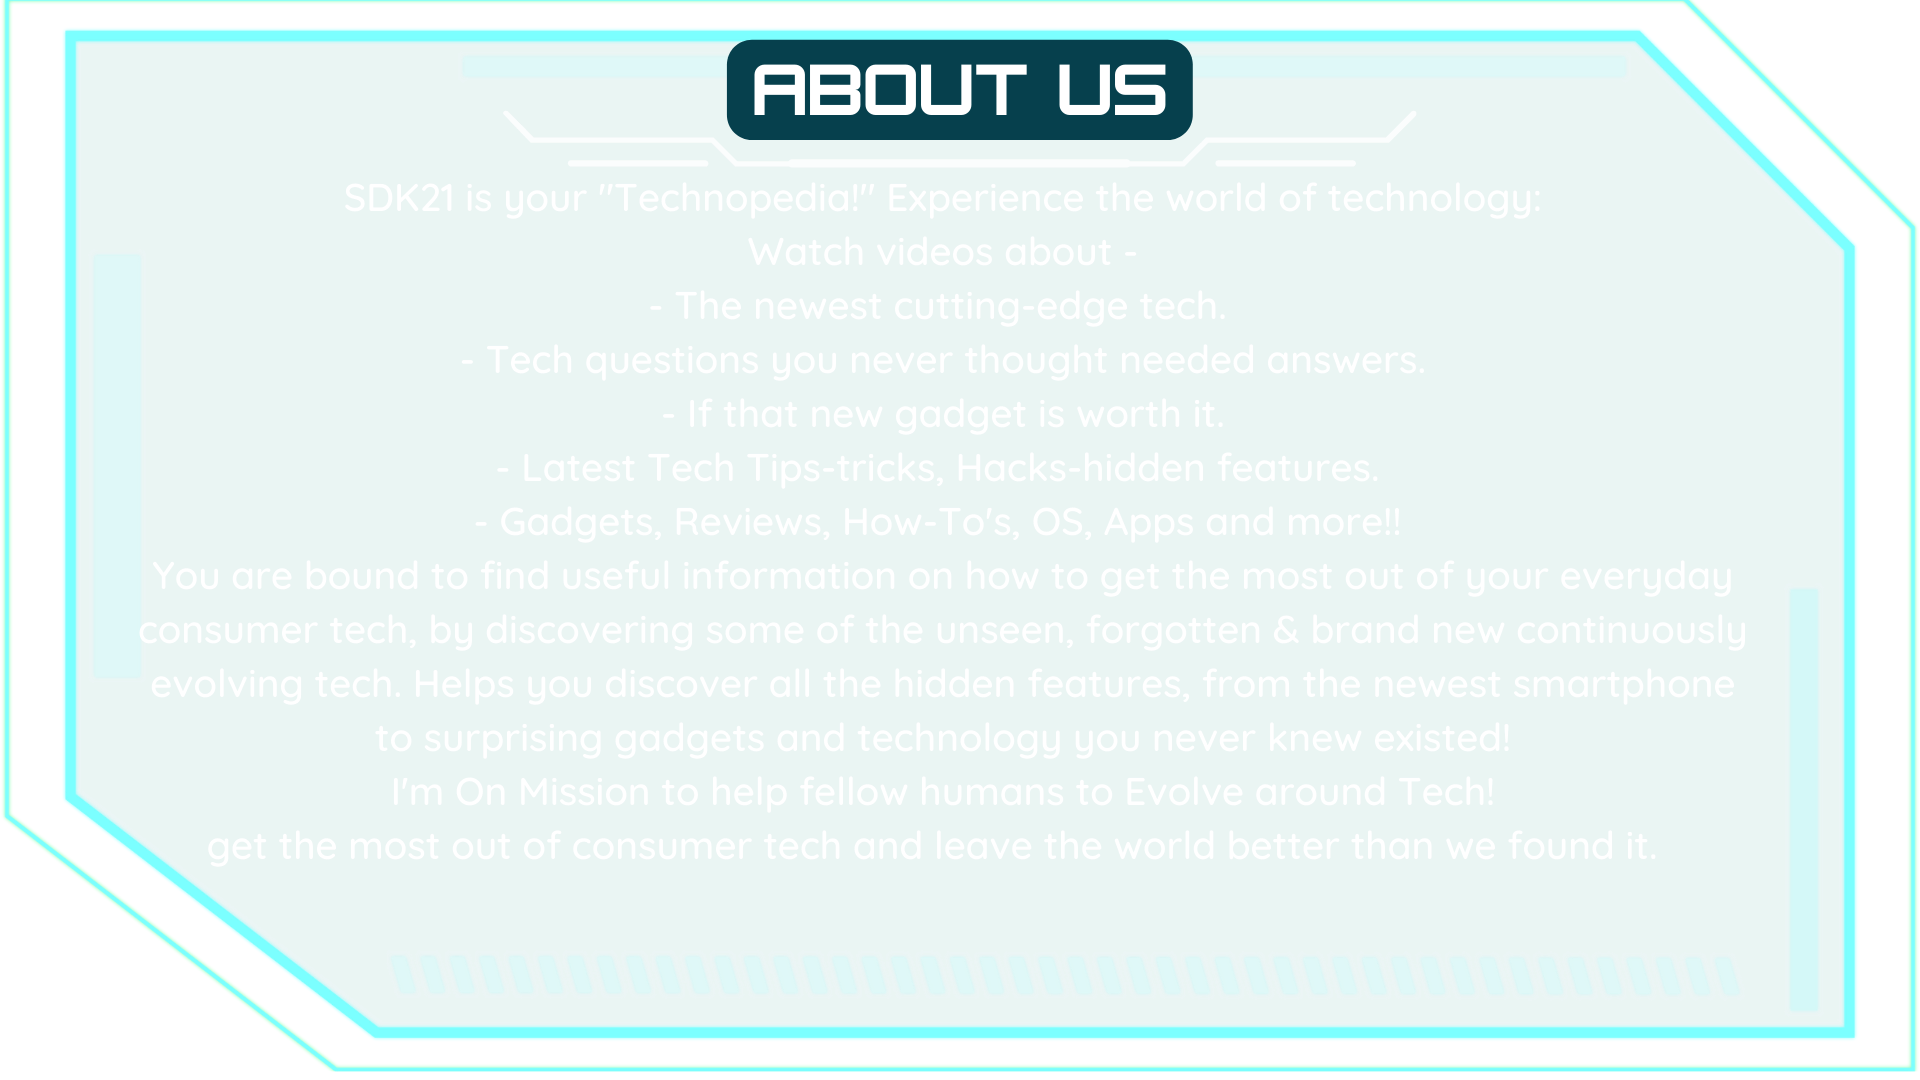 ABOUT US
SDK21 is your "Technopedia!" Experience the world of technology:
Watch videos about -
- The newest cutting-edge tech.
- Tech questions you never thought needed answers.
- If that new gadget is worth it.
- Latest Tech Tips-tricks, Hacks-hidden features.
- Gadgets, Reviews, How-To's, OS, Apps and more!!
You are bound to find useful information on how to get the most out of your everyday
consumer tech, by discovering some of the unseen, forgotten & brand new continuously
evolving tech. Helps you discover all the hidden features, from the newest smartphone
to surprising gadgets and technology you never knew existed!
I'm On Mission to help fellow humans to Evolve around Tech!
get the most out of consumer tech and leave the world better than we found it.